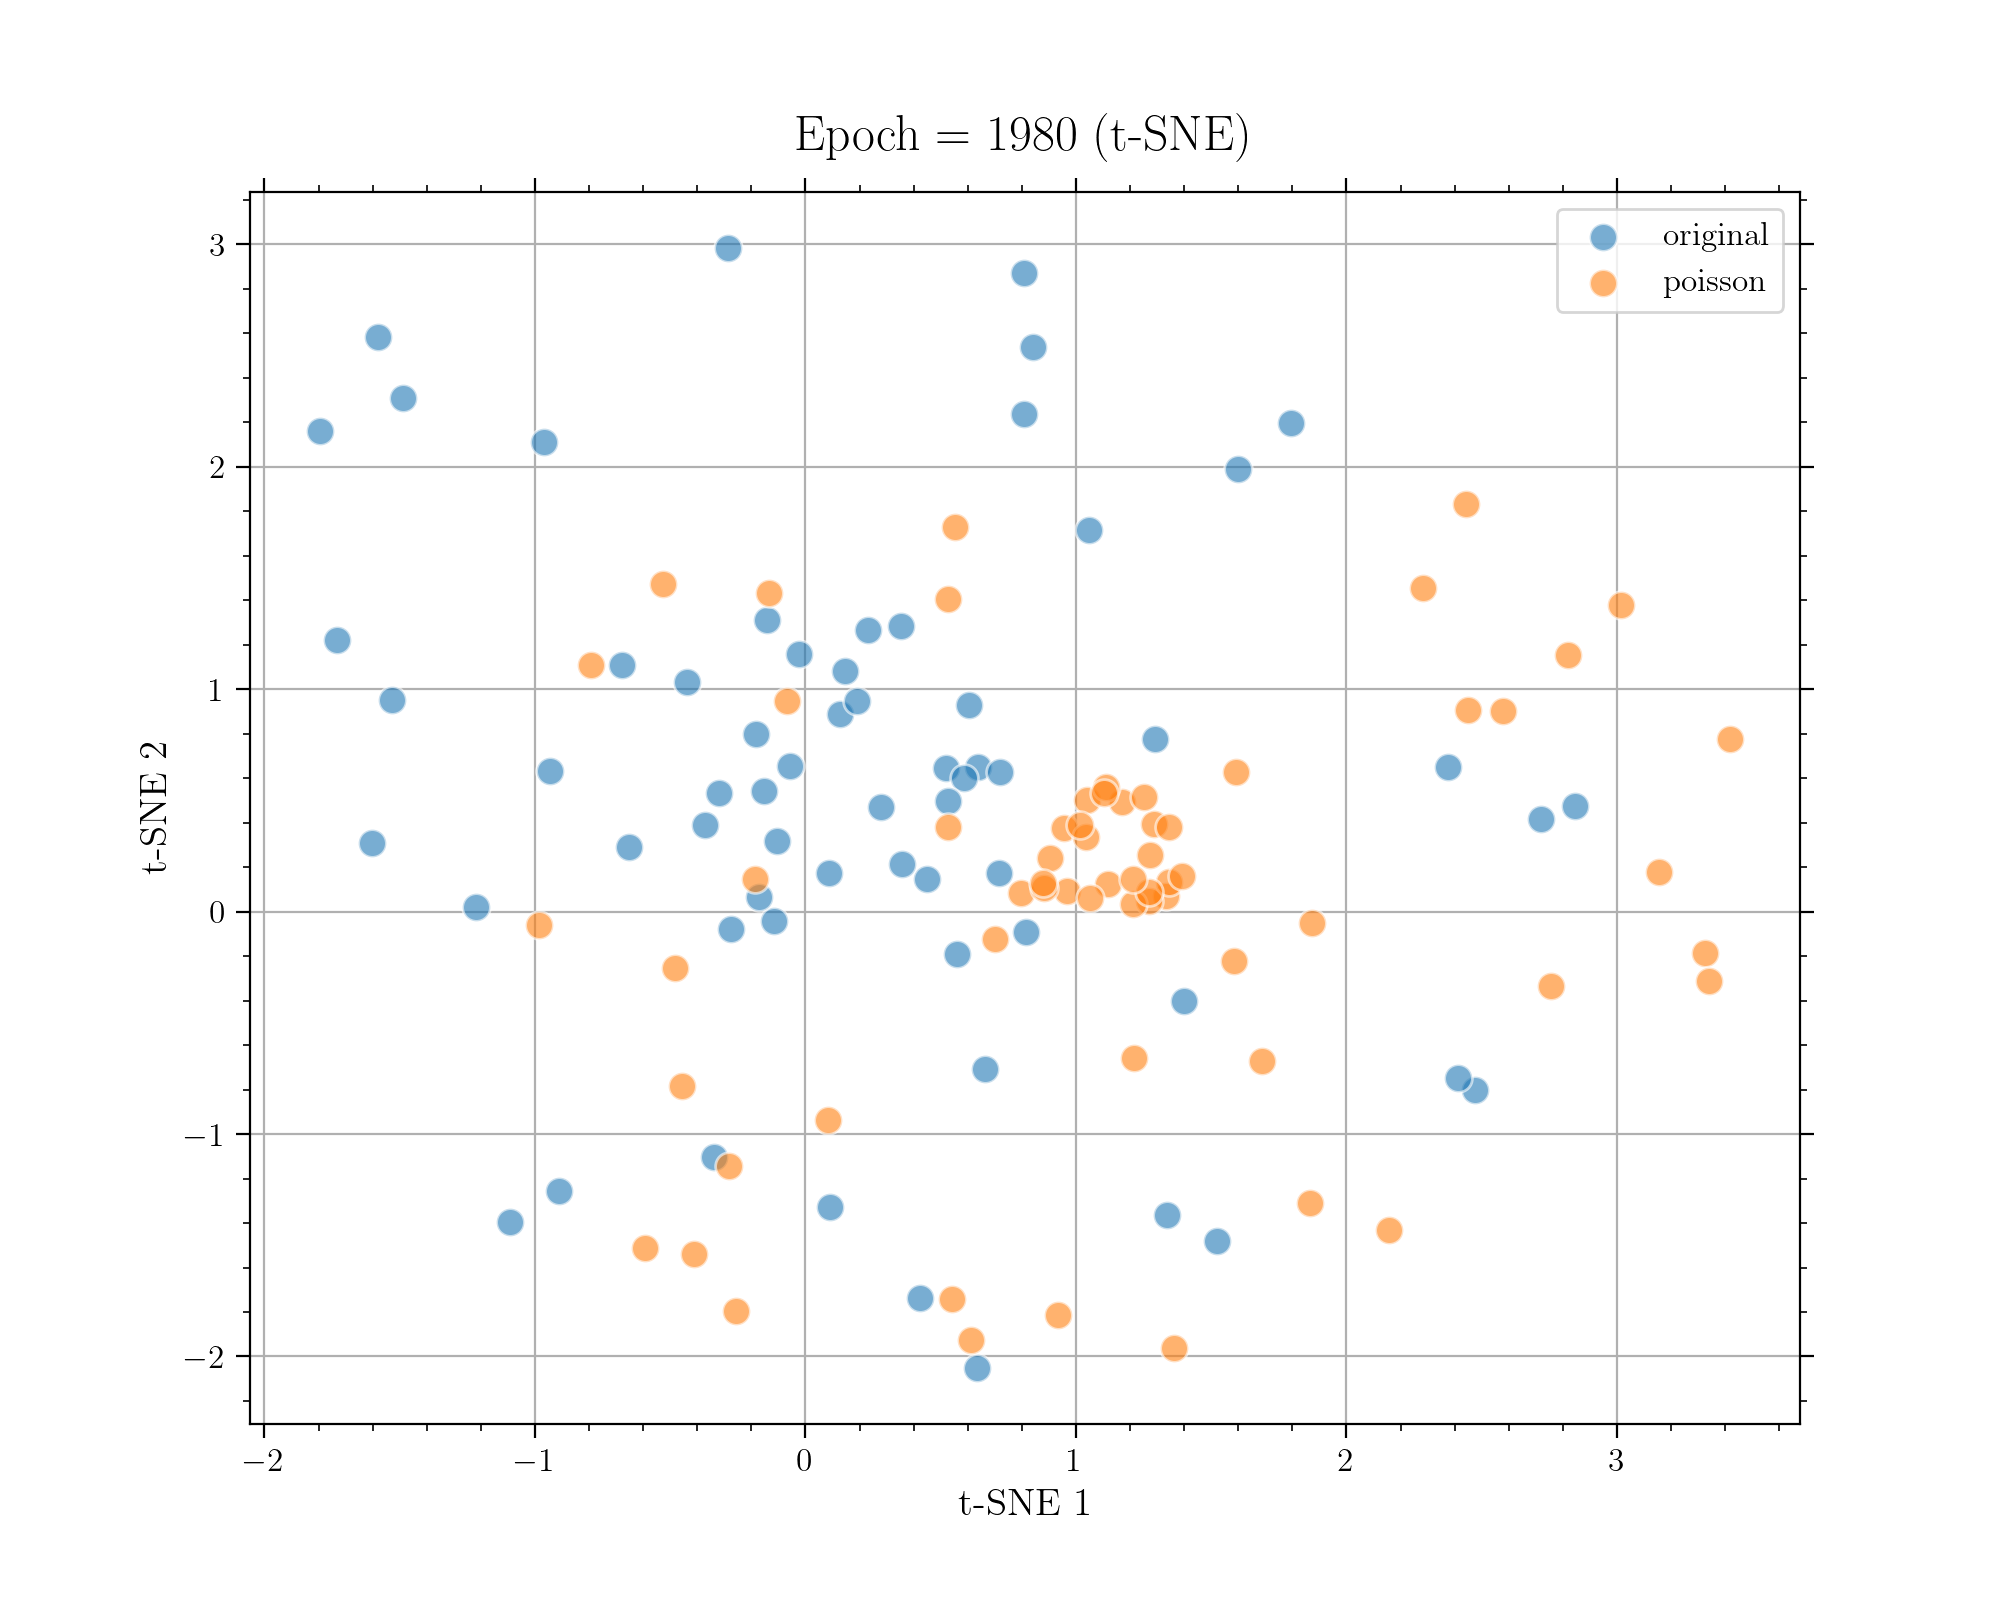 Epoch = 1980 (t-SNE)
original
poisson
3
2
1
0
−1
−2
t-SNE 2
−2
−1
0
1
2
3
t-SNE 1